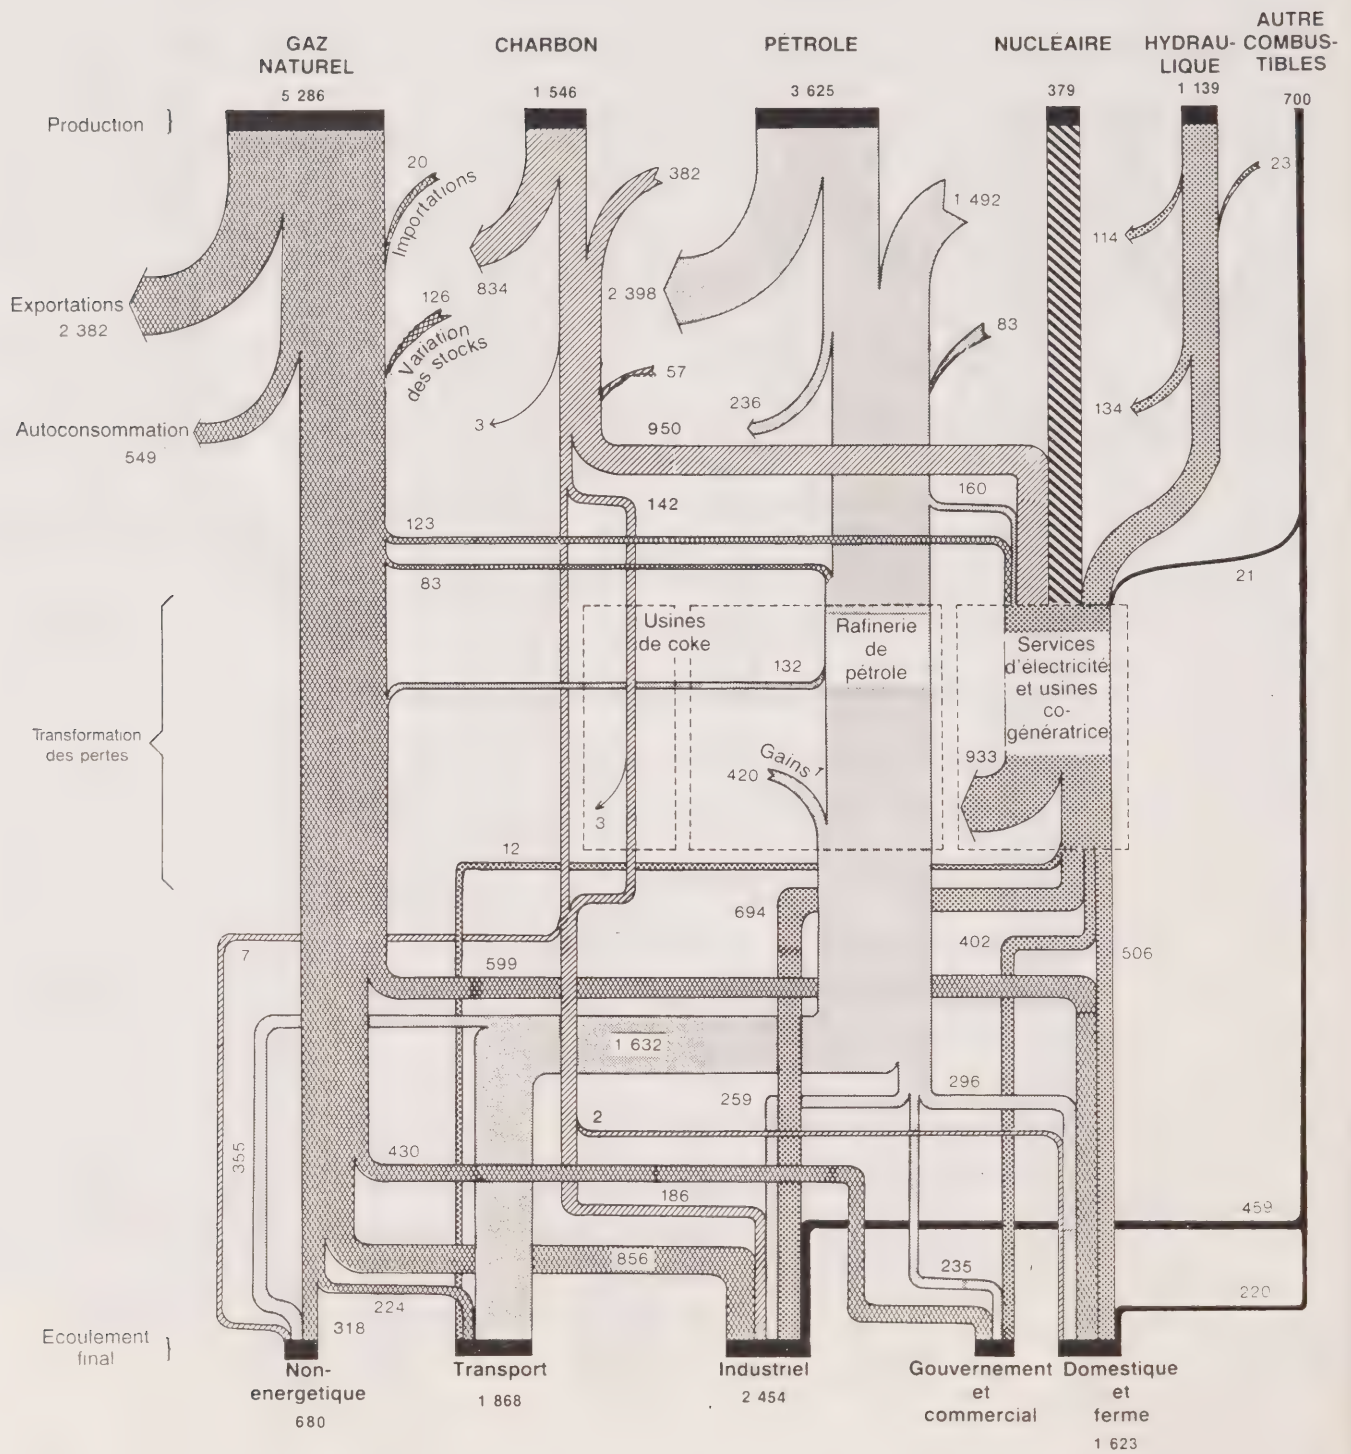 GAZ
NATUREL
5 286
CHARBON
1 546
PÉTROLE
3 625
NUCLÉAIRE
379
HYDRAU-
LIQUE
1 139
AUTRE
COMBUS-
TIBLES
700
Production
20
Importations
382
1 492
23
114
834
2 398
Exportations
2 382
126
Variation
des stocks
83
57
236
134
3
Autoconsommation
549
950
160
142
123
83
21
Usines
de coke
Rafinerie
de
pétrole
Services
d'électricité
et usines
co-
génératrice
132
Transformation
des pertes
Gains r
420
933
3
12
694
402
506
7
599
1 632
259
296
2
355
430
186
459
856
235
220
224
318
Ecoulement
final
Non-
energetique
680
Transport
1 868
Industriel
2 454
Gouvernement
et
commercial
Domestique
et
ferme
1 623